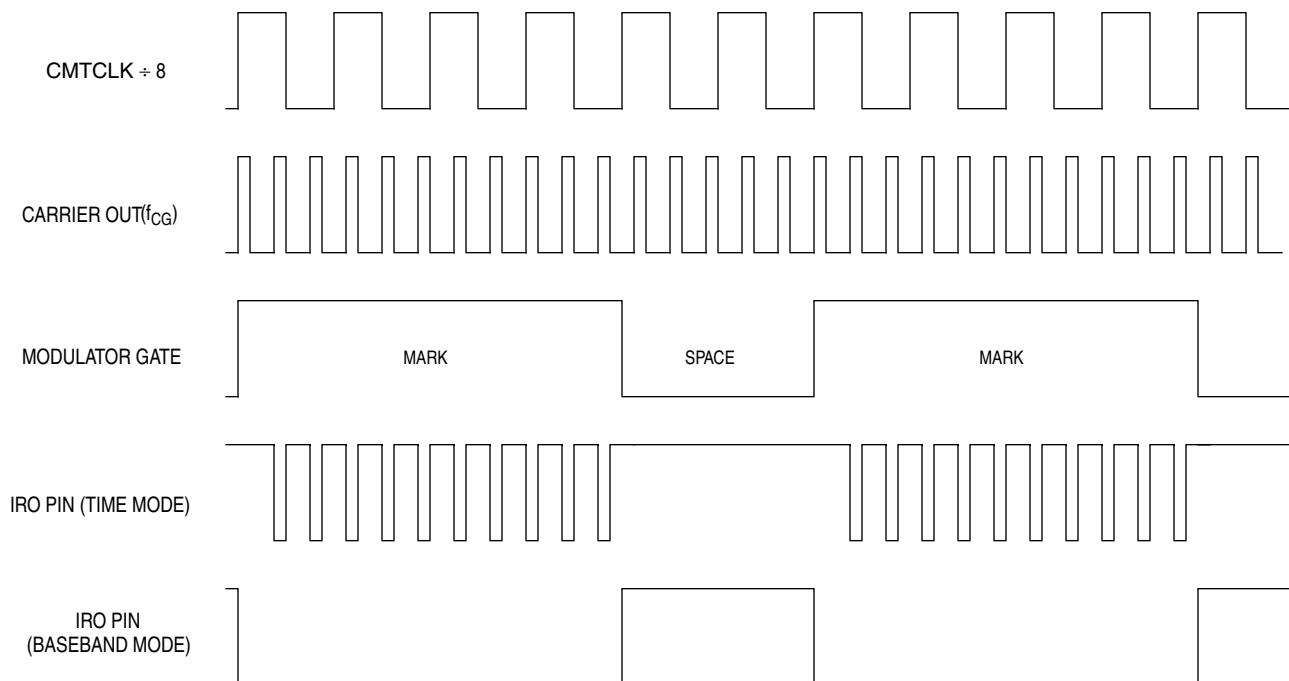 CMTCLK ÷ 8
CARRIER OUT(fCG)
MODULATOR GATE
MARK
SPACE
MARK
IRO PIN (TIME MODE)
IRO PIN
(BASEBAND MODE)